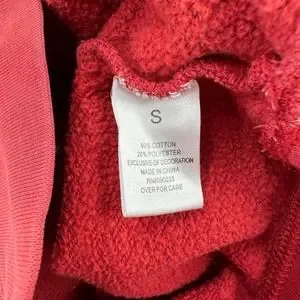 S
80% COTTON
20% POLYESTER
EXCLUSIVE OF DECORATION
MADE IN CHINA
OVER FOR CARE